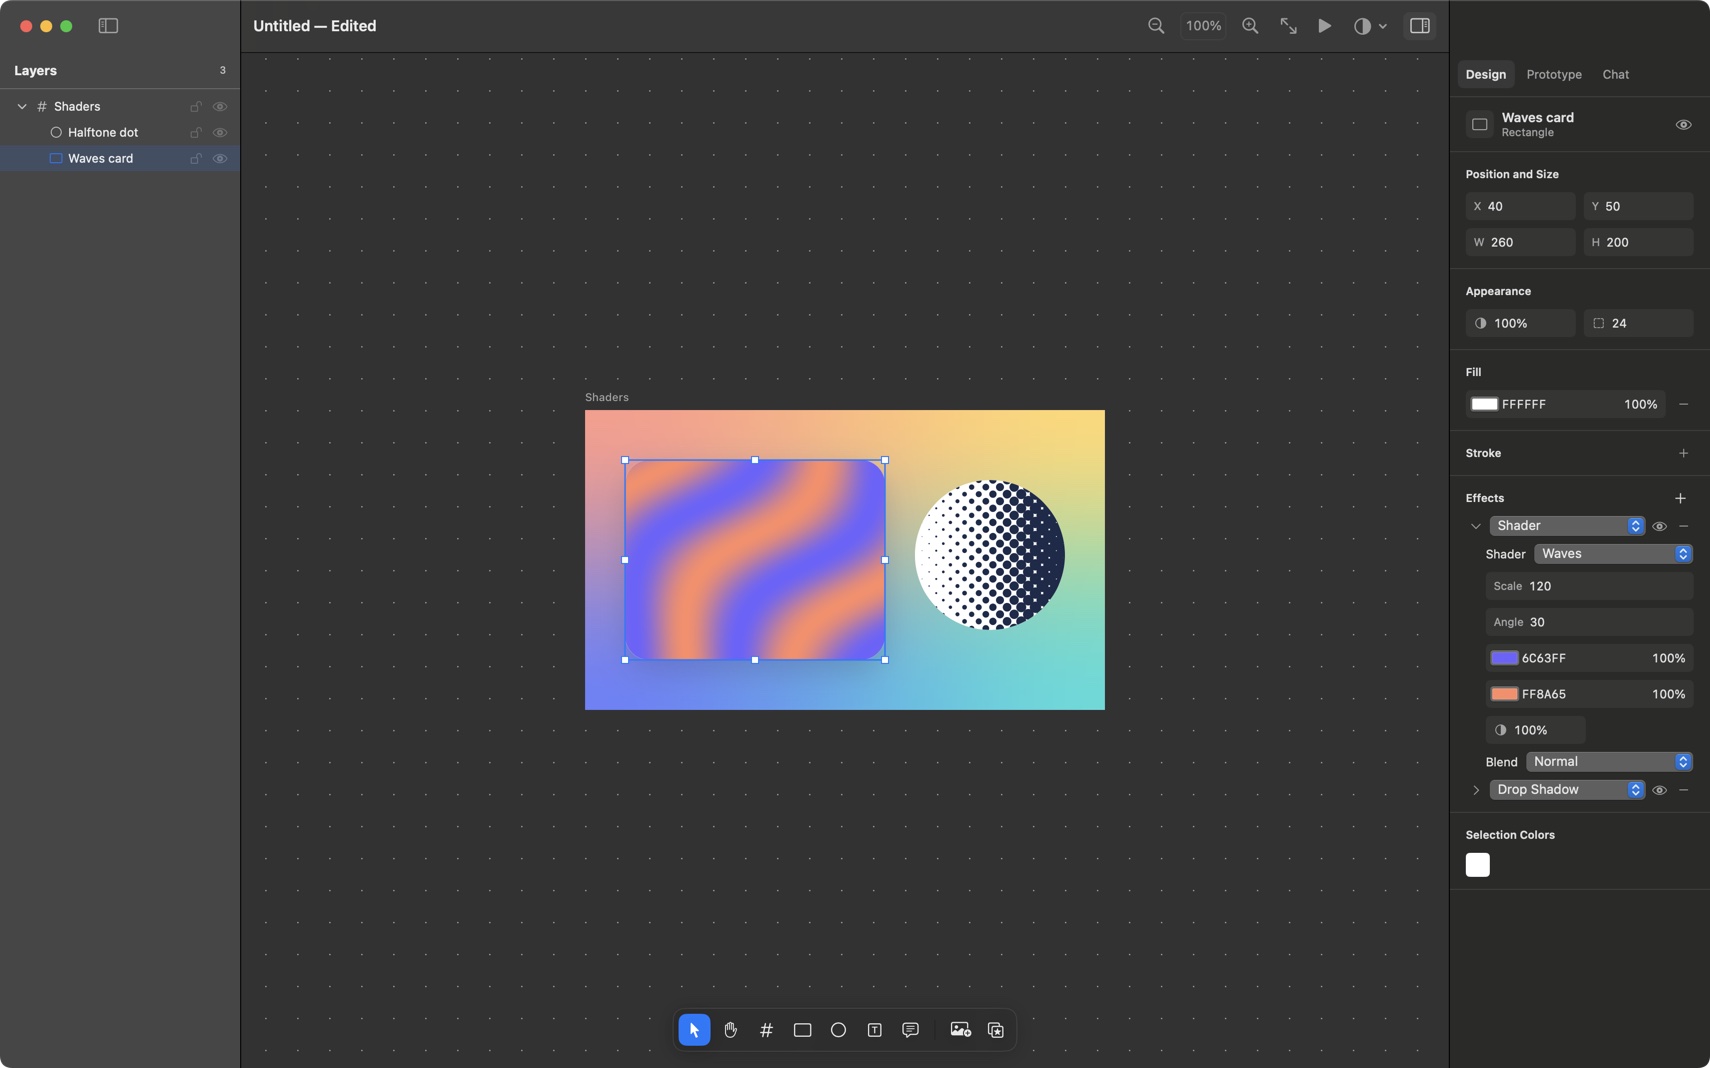 Untitled — Edited
100%
Layers
3
Shaders
Halftone dot
Waves card
Shaders
Design
Prototype
Chat
Waves card
Rectangle
Position and Size
X 40
Y 50
W 260
H 200
Appearance
100%
24
Fill
FFFFFF
100%
Stroke
Effects
Shader
Shader
Waves
Scale 120
Angle 30
6C63FF
100%
FF8A65
100%
100%
Blend
Normal
Drop Shadow
Selection Colors